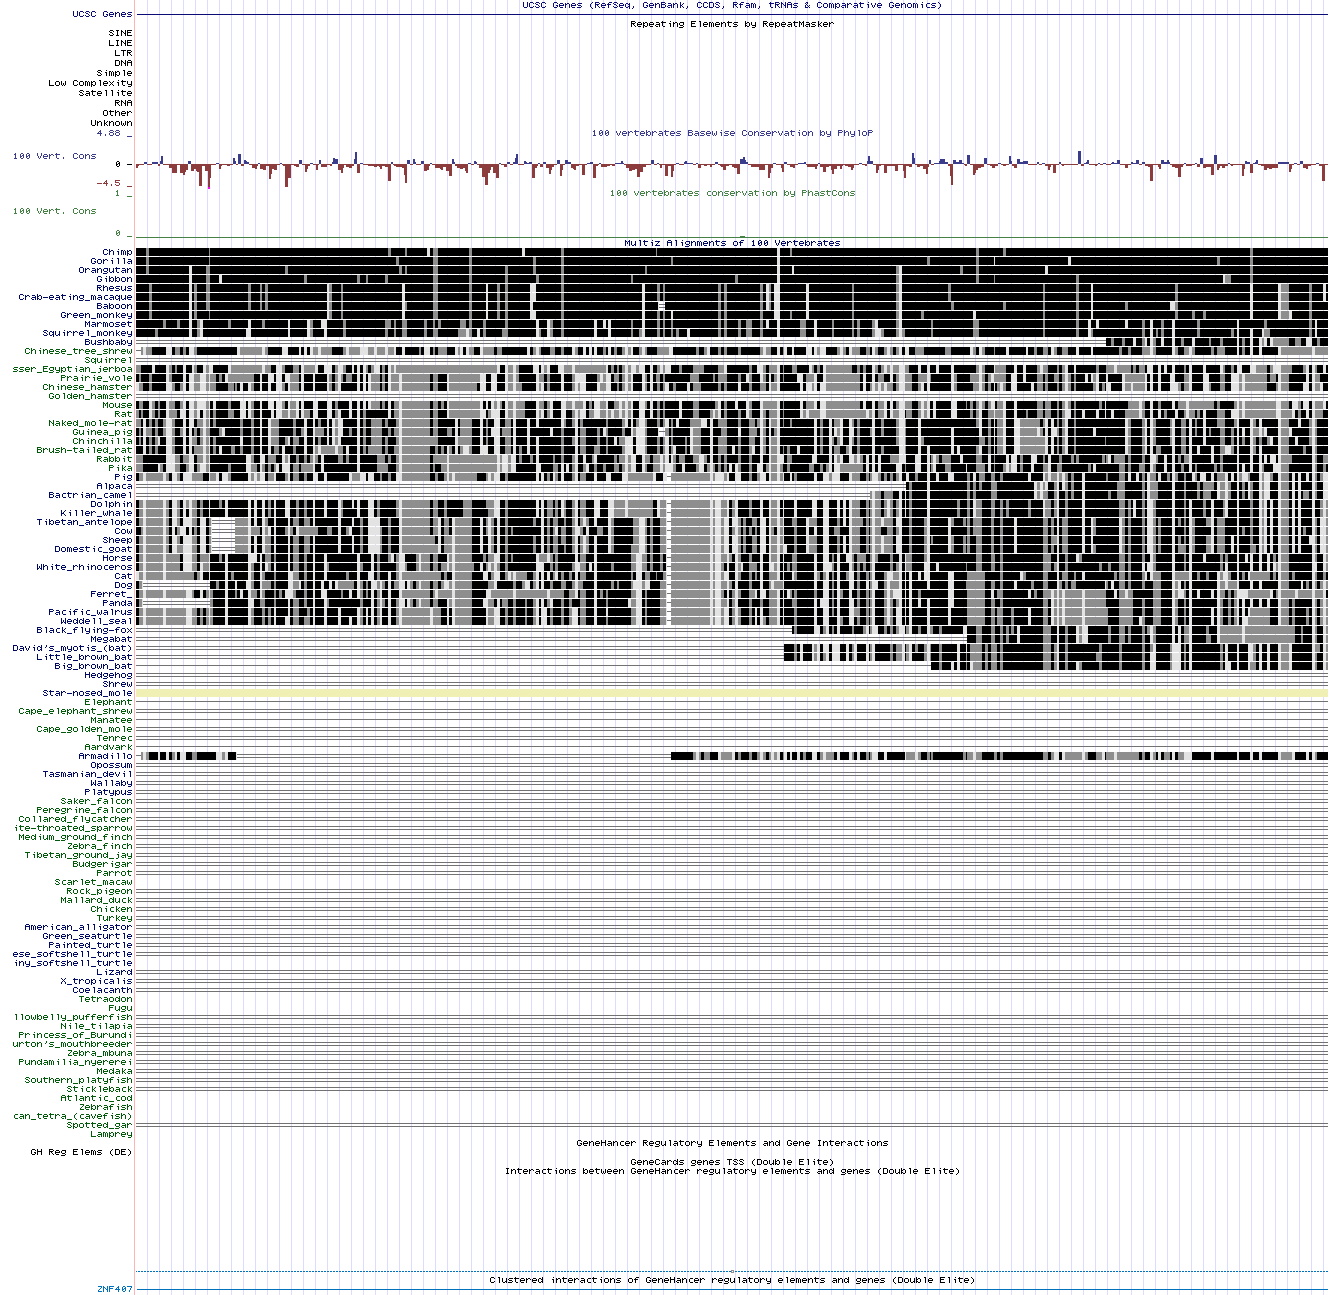 UCSC Genes (RefSeq, GenBank, CCDS, Rfam, tRNAs & Comparative Genomics)
UCSC Genes
Repeating Elements by RepeatMasker
SINE
LINE
LTR
DNA
Simple
Low Complexity
Satellite
RNA
Other
Unknown
4.88 _
100 vertebrates Basewise Conservation by PhyloP
100 Vert. Cons
0 _
-4.5 _
100 vertebrates conservation by PhastCons
1 _
100 Vert. Cons
0 _
Multiz Alignments of 100 Vertebrates
Chimp
Gorilla
Orangutan
Gibbon
Rhesus
Crab-eating_macaque
Baboon
Green_monkey
Marmoset
Squirrel_monkey
Bushbaby
Chinese_tree_shrew
Squirrel
sser_Egyptian_jerboa
Prairie_vole
Chinese_hamster
Golden_hamster
Mouse
Rat
Naked_mole-rat
Guinea_pig
Chinchilla
Brush-tailed_rat
Rabbit
Pika
Pig
Alpaca
Bactrian_camel
Dolphin
Killer_whale
Tibetan_antelope
Cow
Sheep
Domestic_goat
Horse
White_rhinoceros
Cat
Dog
Ferret_
Panda
Pacific_walrus
Weddell_seal
Black_flying-fox
Megabat
David's_myotis_(bat)
Little_brown_bat
Big_brown_bat
Hedgehog
Shrew
Star-nosed_mole
Elephant
Cape_elephant_shrew
Manatee
Cape_golden_mole
Tenrec
Aardvark
Armadillo
Opossum
Tasmanian_devil
Wallaby
Platypus
Saker_falcon
Peregrine_falcon
Collared_flycatcher
ite-throated_sparrow
Medium_ground_finch
Zebra_finch
Tibetan_ground_jay
Budgerigar
Parrot
Scarlet_macaw
Rock_pigeon
Mallard_duck
Chicken
Turkey
American_alligator
Green_seaturtle
Painted_turtle
ese_softshell_turtle
iny_softshell_turtle
Lizard
X_tropicalis
Coelacanth
Tetraodon
Fugu
llowbelly_pufferfish
Nile_tilapia
Princess_of_Burundi
urton's_mouthbreeder
Zebra_mbuna
Pundamilia_nyererei
Medaka
Southern_platyfish
Stickleback
Atlantic_cod
Zebrafish
can_tetra_(cavefish)
Spotted_gar
Lamprey
GeneHancer Regulatory Elements and Gene Interactions
GH Reg Elems (DE)
GeneCards genes TSS (Double Elite)
Interactions between GeneHancer regulatory elements and genes (Double Elite)
Clustered interactions of GeneHancer regulatory elements and genes (Double Elite)
ZNF407